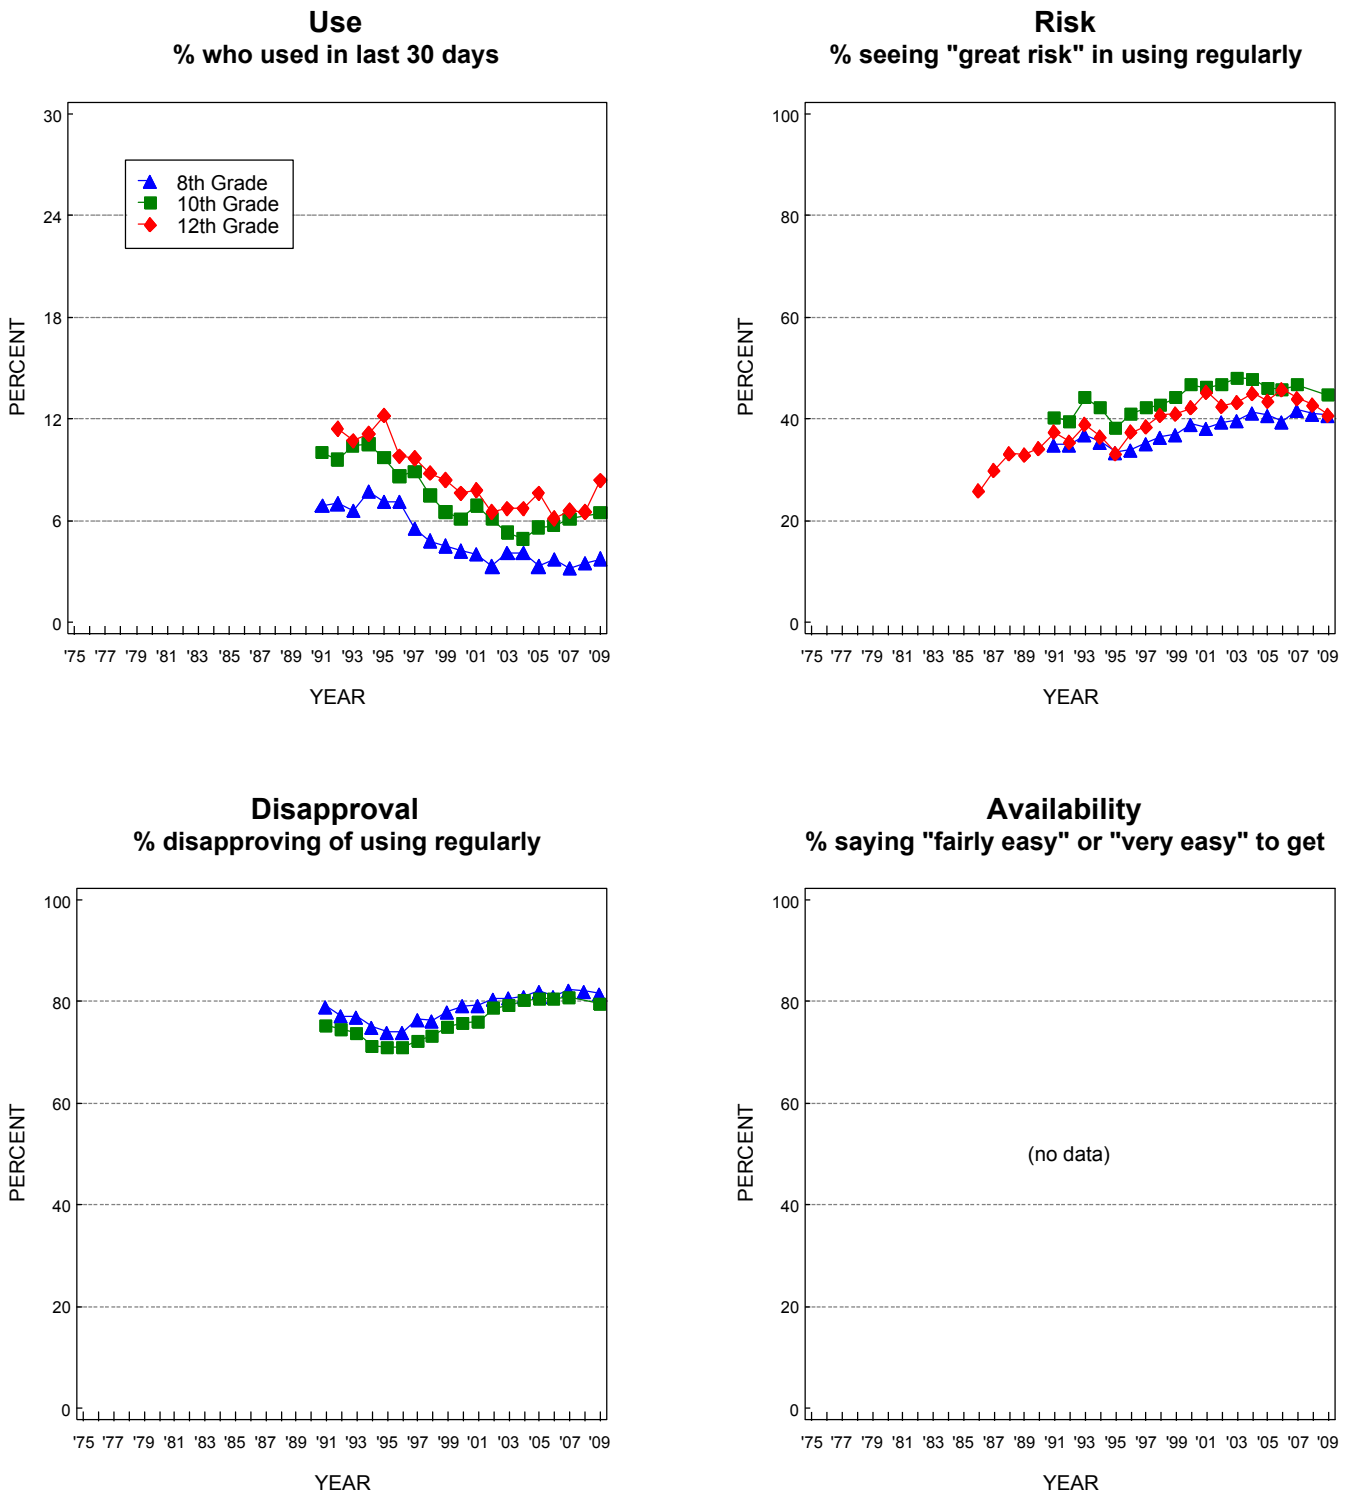 Use
% who used in last 30 days
30
24
18
12
6
0
PERCENT
8th Grade
10th Grade
12th Grade
'75 '77 '79 '81 '83 '85 '87 '89 '91 '93 '95 '97 '99 '01 '03 '05 '07 '09
YEAR
Risk
% seeing "great risk" in using regularly
100
80
60
40
20
0
PERCENT
'75 '77 '79 '81 '83 '85 '87 '89 '91 '93 '95 '97 '99 '01 '03 '05 '07 '09
YEAR
Disapproval
% disapproving of using regularly
100
80
60
40
20
0
PERCENT
'75 '77 '79 '81 '83 '85 '87 '89 '91 '93 '95 '97 '99 '01 '03 '05 '07 '09
YEAR
Availability
% saying "fairly easy" or "very easy" to get
100
80
60
40
20
0
PERCENT
(no data)
'75 '77 '79 '81 '83 '85 '87 '89 '91 '93 '95 '97 '99 '01 '03 '05 '07 '09
YEAR